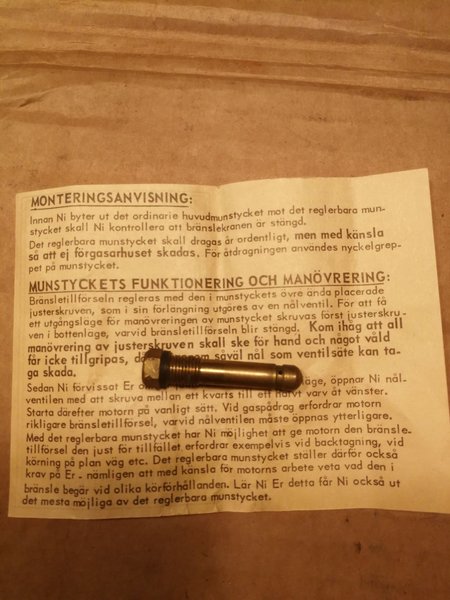 MONTERINGSANVISNING:
Innan Ni byter ut det ordinarie huvudmunstycket mot det reglerbara mun-
stycket skall Ni kontrollera att bränslekranen är stängd.
Det reglerbara munstycket skall dragas åt ordentligt, men med känsla
så att ej förgasarhuset skadas. För åtdragningen användes nyckelgrep-
pet på munstycket.
MUNSTYCKETS FUNKTIONERING OCH MANÖVRERING:
Bränsletillförseln regleras med den i munstyckets övre ända placerade
justerskruven, som i sin förlängning utgöres av en nålventil. För att få
ett utgångsläge för manövreringen av munstycket skruvas först justerskru-
ven i bottenläge, varvid bränsletillförseln blir stängd. Kom ihåg att all
manövrering av justerskruven skall ske för hand och något våld
får icke tillgripas, såväl nål som ventilsäte kan ta-
ga skada.
Sedan Ni förvissat Er öppnar Ni nål-
ventilen med att skruva mellan ett kvarts till ett halvt varv åt vänster.
Starta därefter motorn på vanligt sätt. Vid gaspådrag erfordrar motorn
rikligare bränsletillförsel, varvid nålventilen måste öppnas ytterligare.
Med det reglerbara munstycket har Ni möjlighet att ge motorn den bränsle-
tillförsel den just för tillfället erfordrar exempelvis vid backtagning, vid
körning på plan väg etc. Det reglerbara munstycket ställer därför också
krav på Er - nämligen att med känsla för motorns arbete veta vad den i
bränsle begär vid olika körförhållanden. Lär Ni Er detta får Ni också ut
det mesta möjliga av det reglerbara munstycket.